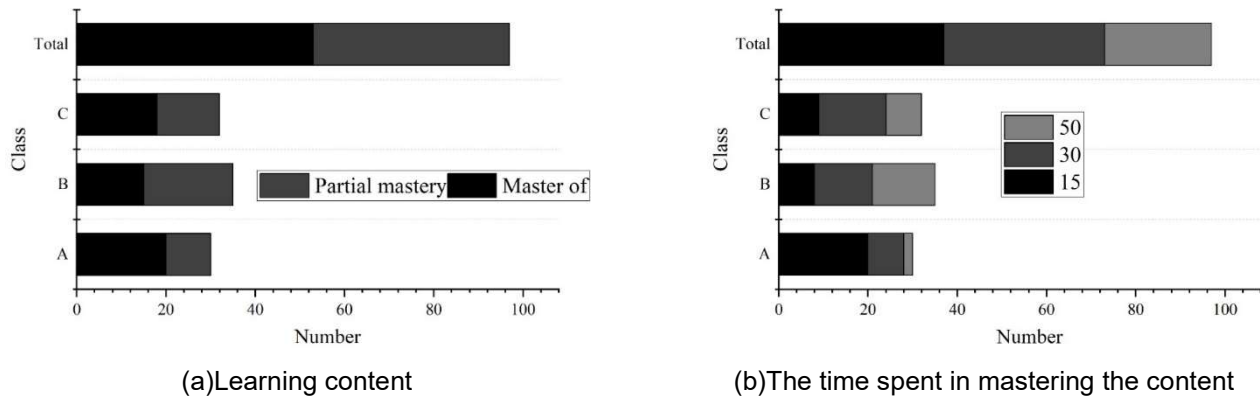 Total
C
B
A
Class
Partial mastery Master of
0 20 40 60 80 100
Number
(a)Learning content
Total
C
B
A
Class
50
30
15
0 20 40 60 80 100
Number
(b)The time spent in mastering the content